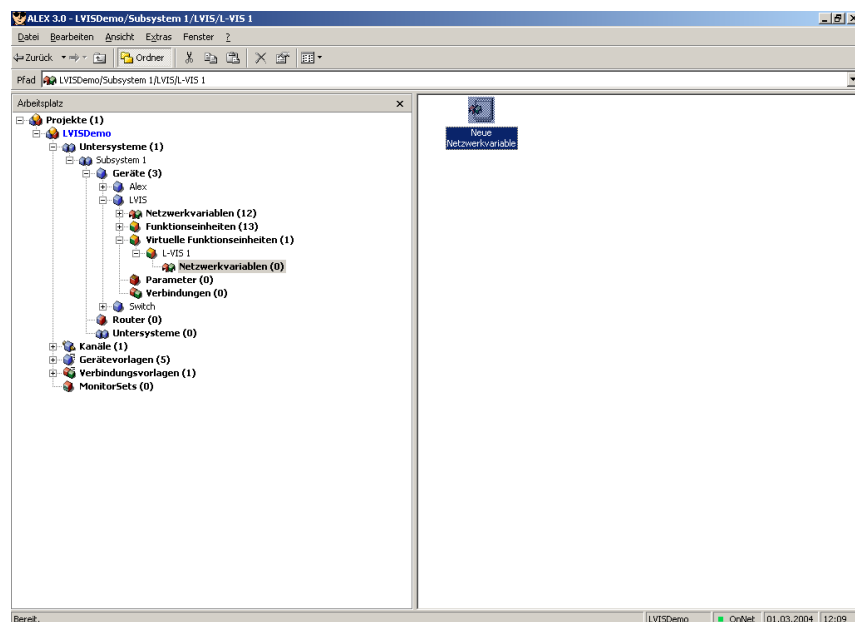 ALEX 3.0 - LVISDemo/Subsystem 1/LVIS/L-VIS 1
Datei Bearbeiten Ansicht Extras Fenster ?
Zurück Ordner
Pfad LVISDemo/Subsystem 1/LVIS/L-VIS 1
Arbeitsplatz
Projekte (1)
LVISDemo
Untersysteme (1)
Subsystem 1
Geräte (3)
Alex
LVIS
Netzwerkvariablen (12)
Funktionseinheiten (13)
Virtuelle Funktionseinheiten (1)
L-VIS 1
Netzwerkvariablen (0)
Parameter (0)
Verbindungen (0)
Switch
Router (0)
Untersysteme (0)
Kanäle (1)
Gerätevorlagen (5)
Verbindungsvorlagen (1)
MonitorSets (0)
Neue
Netzwerkvariable
Bereit. LVISDemo OnNet 01.03.2004 12:09